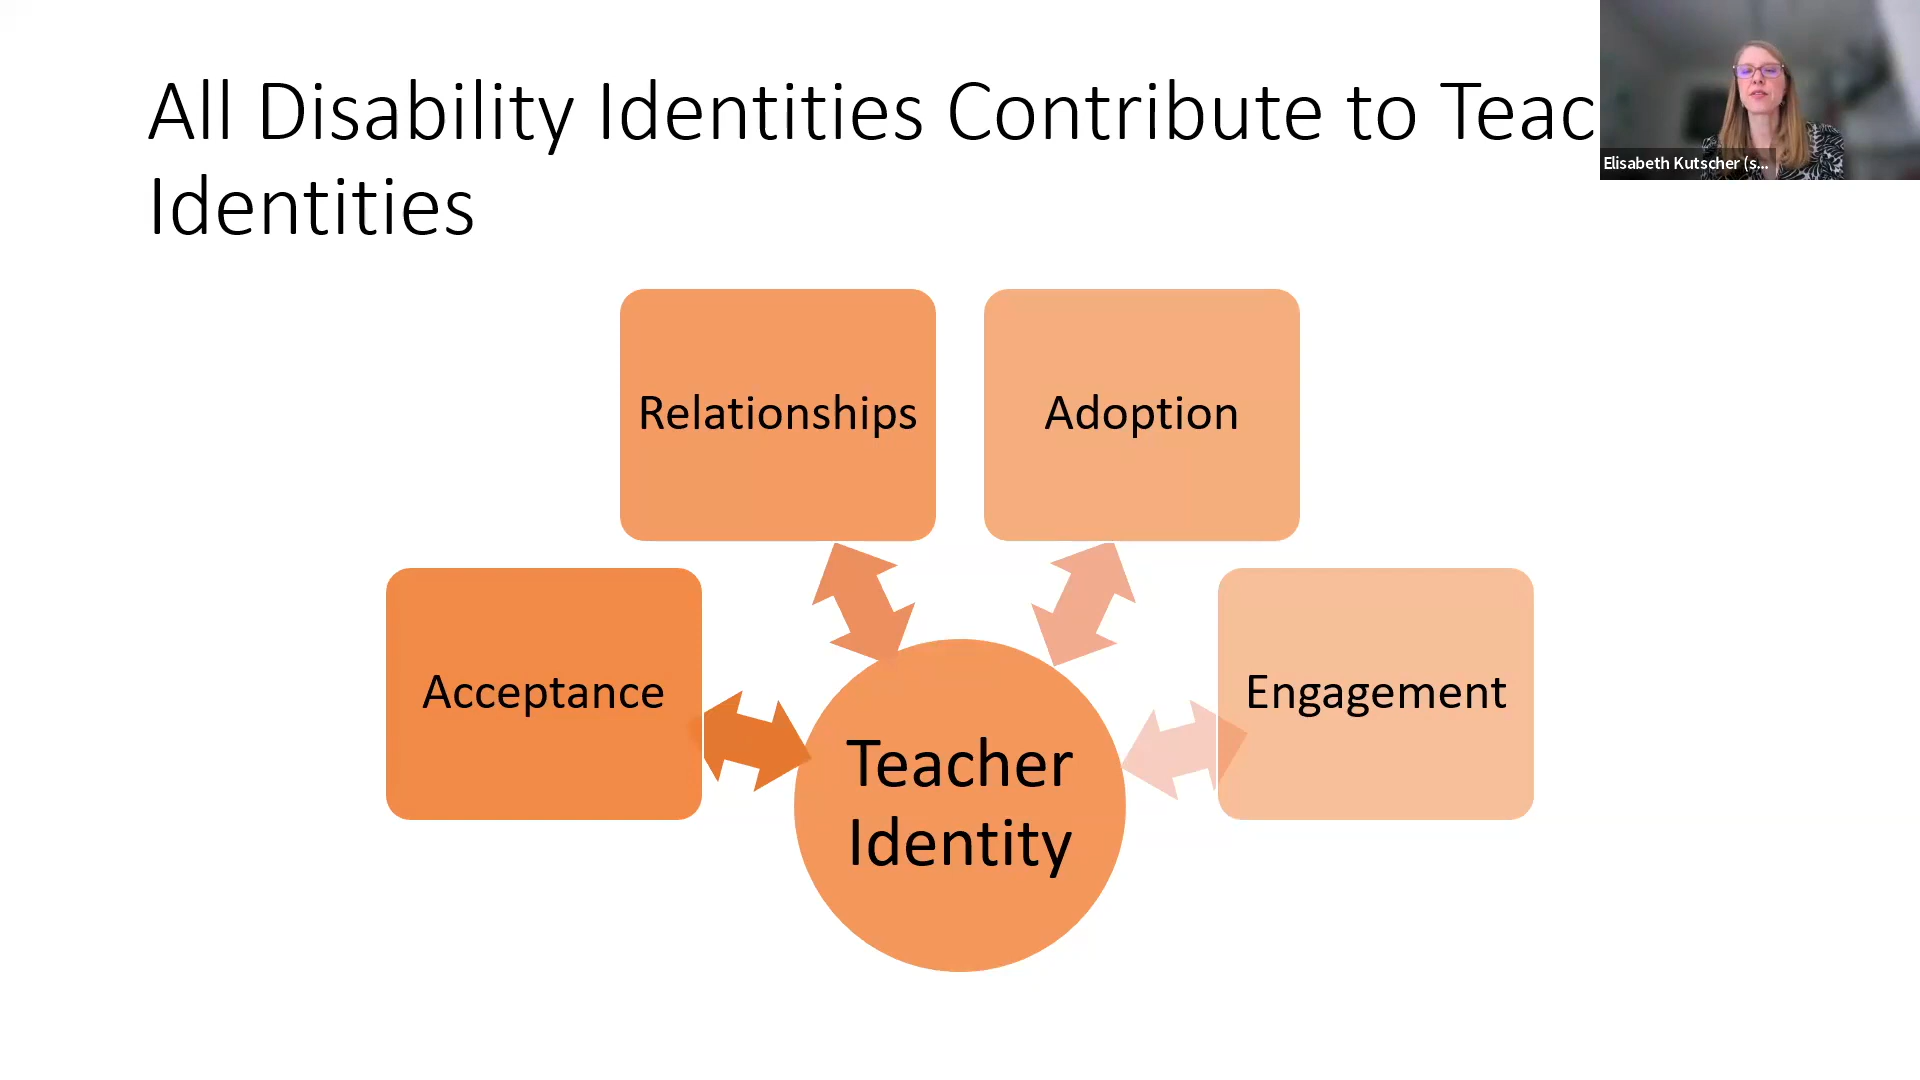 All Disability Identities Contribute to Teac
Identities
Elisabeth Kutscher (s...
Relationships
Adoption
Acceptance
Engagement
Teacher
Identity